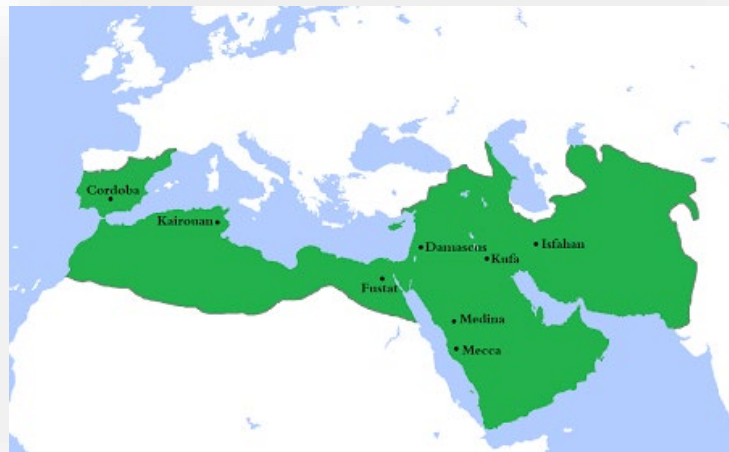 Cordoba
Kairouan
Damascus
Isfahan
Kufa
Fustat
Medina
Mecca